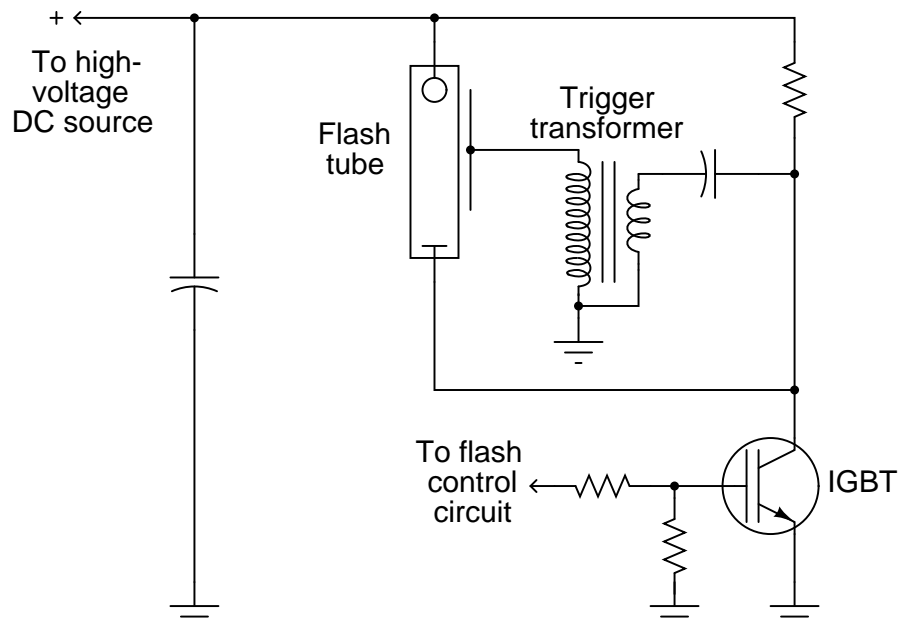 +
To high-
voltage
DC source
Flash
tube
Trigger
transformer
To flash
control
circuit
IGBT